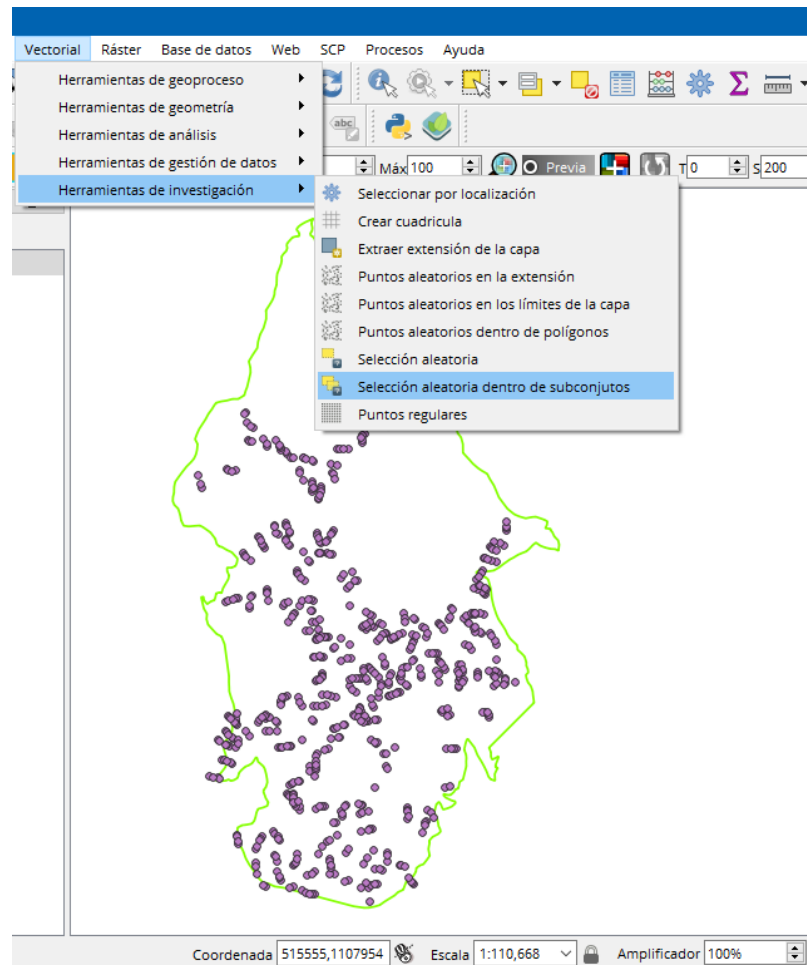 Vectorial Ráster Base de datos Web SCP Procesos Ayuda
Herramientas de geoproceso
Herramientas de geometría
Herramientas de análisis
abc
Herramientas de gestión de datos
Máx 100 Previa T 0 S 200
Herramientas de investigación
Seleccionar por localización
Crear cuadricula
Extraer extensión de la capa
Puntos aleatorios en la extensión
Puntos aleatorios en los límites de la capa
Puntos aleatorios dentro de polígonos
Selección aleatoria
Selección aleatoria dentro de subconjutos
Puntos regulares
Coordenada 515555,1107954 Escala 1:110,668 Amplificador 100%